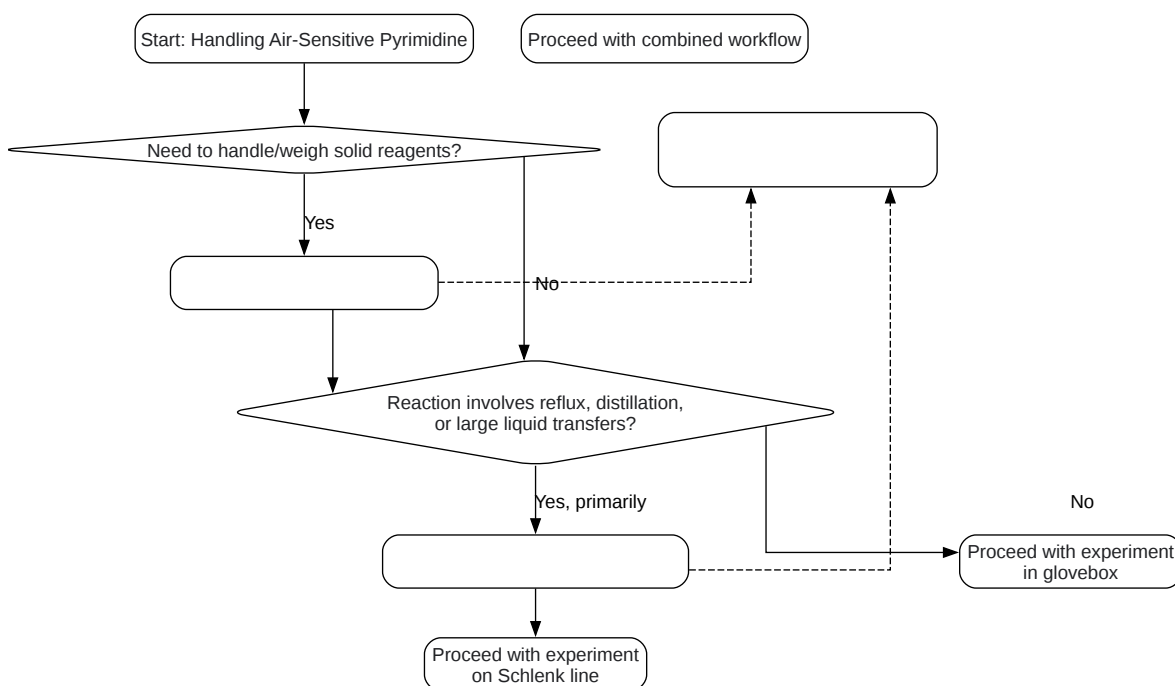 Start: Handling Air-Sensitive Pyrimidine
Proceed with combined workflow
Need to handle/weigh solid reagents?
Yes
No
Reaction involves reflux, distillation,
or large liquid transfers?
Yes, primarily
No
Proceed with experiment
in glovebox
Proceed with experiment
on Schlenk line